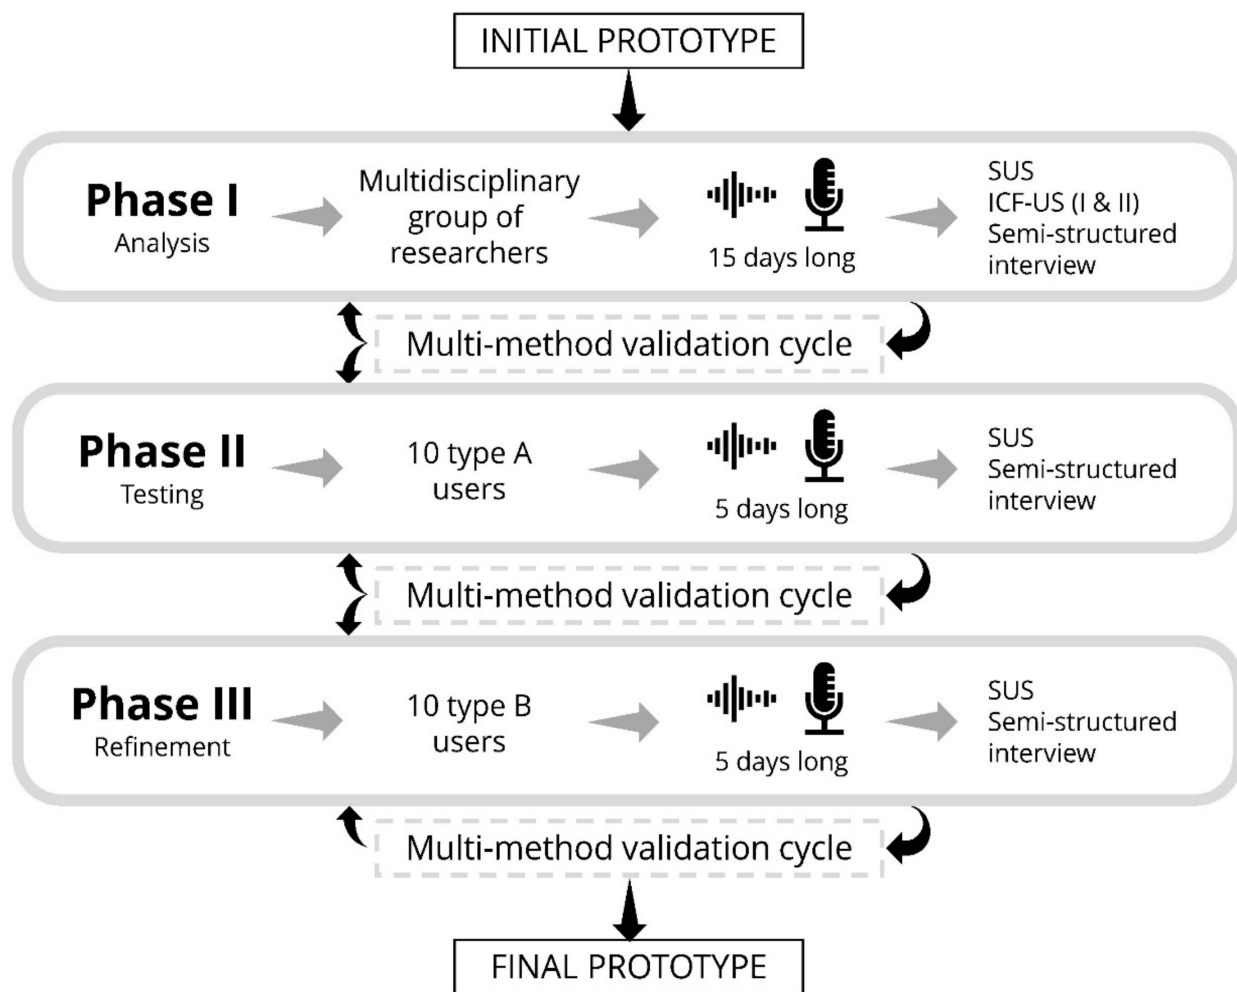 INITIAL PROTOTYPE
Phase I
Analysis
Multidisciplinary
group of
researchers
15 days long
SUS
ICF-US (I & II)
Semi-structured
interview
Multi-method validation cycle
Phase II
Testing
10 type A
users
5 days long
SUS
Semi-structured
interview
Multi-method validation cycle
Phase III
Refinement
10 type B
users
5 days long
SUS
Semi-structured
interview
Multi-method validation cycle
FINAL PROTOTYPE